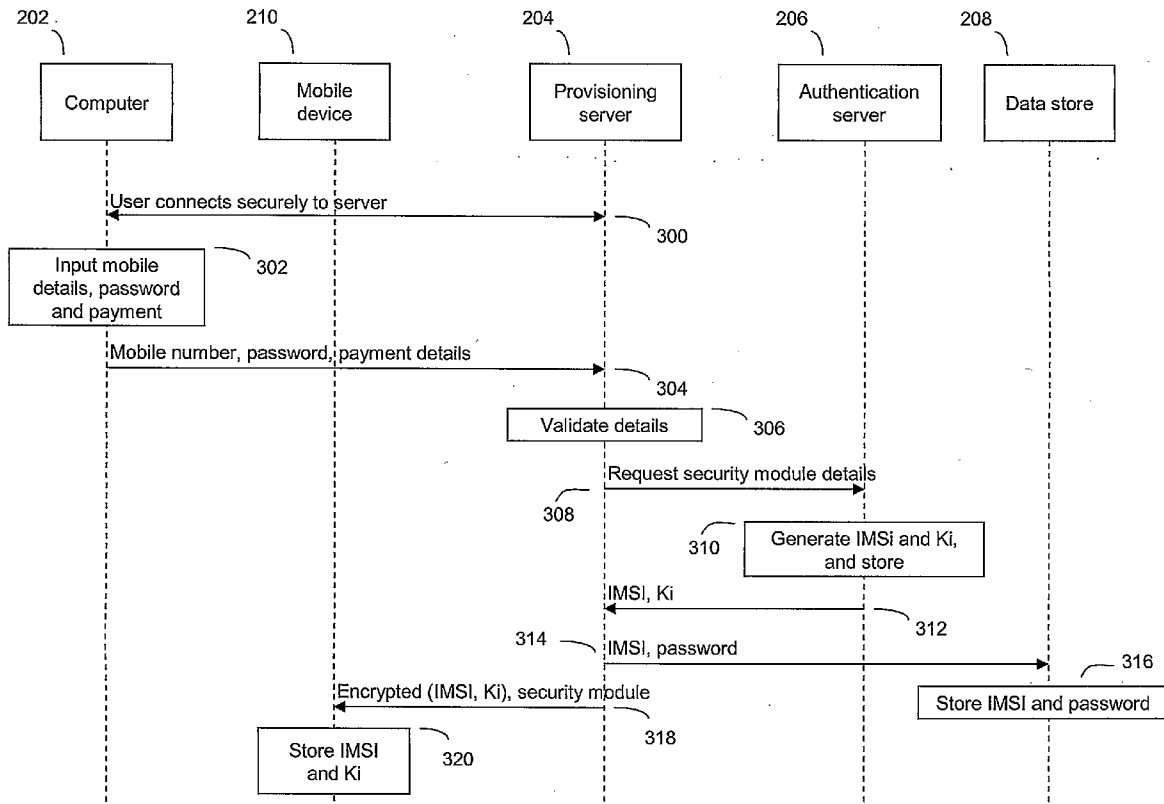 202
210
204
206
208
Computer
Mobile
device
Provisioning
server
Authentication
server
Data store
User connects securely to server
300
Input mobile
details, password
and payment
302
Mobile number, password, payment details
304
Validate details
306
Request security module details
308
310
Generate IMSi and Ki,
and store
IMSI, Ki
312
314
IMSI, password
316
Store IMSI and password
Encrypted (IMSI, Ki), security module
318
Store IMSI
and Ki
320